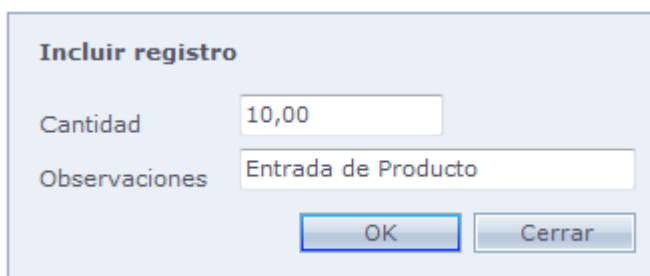 Incluir registro
Cantidad 10,00
Observaciones Entrada de Producto
OK Cerrar